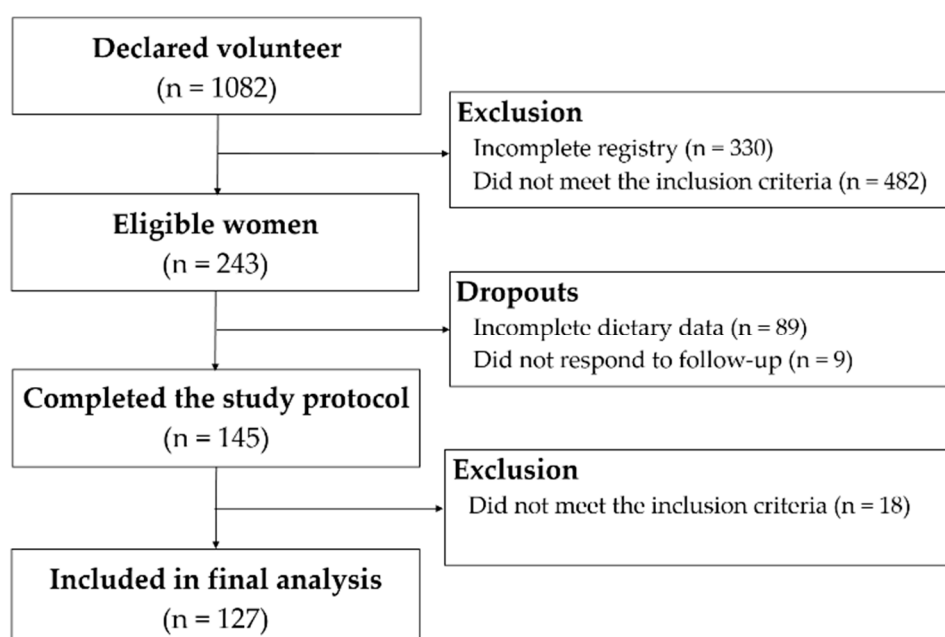 Declared volunteer
(n = 1082)
Exclusion
Incomplete registry (n = 330)
Did not meet the inclusion criteria (n = 482)
Eligible women
(n = 243)
Dropouts
Incomplete dietary data (n = 89)
Did not respond to follow-up (n = 9)
Completed the study protocol
(n = 145)
Exclusion
Did not meet the inclusion criteria (n = 18)
Included in final analysis
(n = 127)